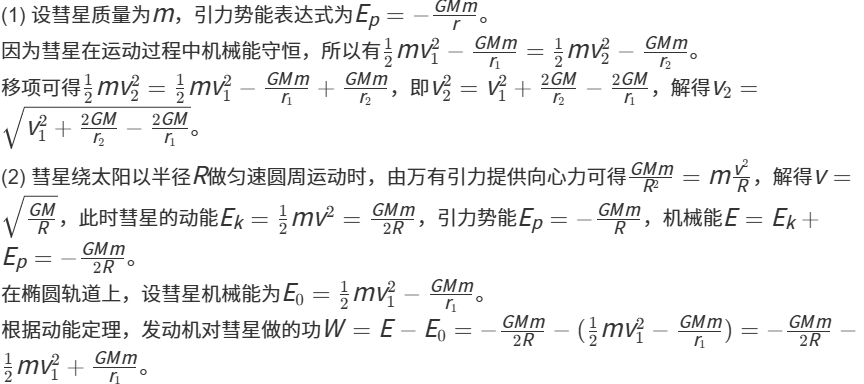 (1) 设彗星质量为$m$，引力势能表达式为$E_p = -\frac{GMm}{r}$。
因为彗星在运动过程中机械能守恒，所以有$\frac{1}{2}mv_1^2 - \frac{GMm}{r_1} = \frac{1}{2}mv_2^2 - \frac{GMm}{r_2}$。
移项可得$\frac{1}{2}mv_2^2 = \frac{1}{2}mv_1^2 - \frac{GMm}{r_1} + \frac{GMm}{r_2}$，即$v_2^2 = v_1^2 + \frac{2GM}{r_2} - \frac{2GM}{r_1}$，解得$v_2 =$
$\sqrt{v_1^2 + \frac{2GM}{r_2} - \frac{2GM}{r_1}}$。
(2) 彗星绕太阳以半径$R$做匀速圆周运动时，由万有引力提供向心力可得$\frac{GMm}{R^2} = m\frac{v^2}{R}$，解得$v =$
$\sqrt{\frac{GM}{R}}$，此时彗星的动能$E_k = \frac{1}{2}mv^2 = \frac{GMm}{2R}$，引力势能$E_p = -\frac{GMm}{R}$，机械能$E = E_k +$
$E_p = -\frac{GMm}{2R}$。
在椭圆轨道上，设彗星机械能为$E_0 = \frac{1}{2}mv_1^2 - \frac{GMm}{r_1}$。
根据动能定理，发动机对彗星做的功$W = E - E_0 = -\frac{GMm}{2R} - (\frac{1}{2}mv_1^2 - \frac{GMm}{r_1}) = -\frac{GMm}{2R} -$
$\frac{1}{2}mv_1^2 + \frac{GMm}{r_1}$。